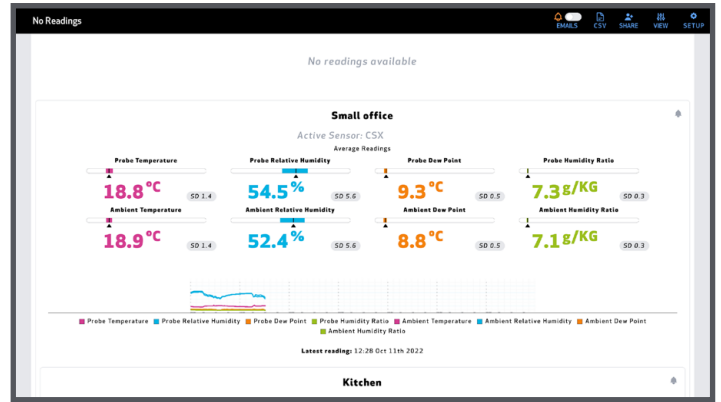 No Readings
EMAILS CSV SHARE VIEW SETUP
No readings available
Small office
Active Sensor: CSX
Average Readings
Probe Temperature Probe Relative Humidity Probe Dew Point Probe Humidity Ratio
18.8°C SD 1.4 54.5% SD 5.6 9.3°C SD 0.5 7.3g/KG SD 0.3
Ambient Temperature Ambient Relative Humidity Ambient Dew Point Ambient Humidity Ratio
18.9°C SD 1.4 52.4% SD 5.6 8.8°C SD 0.5 7.1g/KG SD 0.3
Probe Temperature Probe Relative Humidity Probe Dew Point Probe Humidity Ratio Ambient Temperature Ambient Relative Humidity Ambient Dew Point
Ambient Humidity Ratio
Latest reading: 12:28 Oct 11th 2022
Kitchen